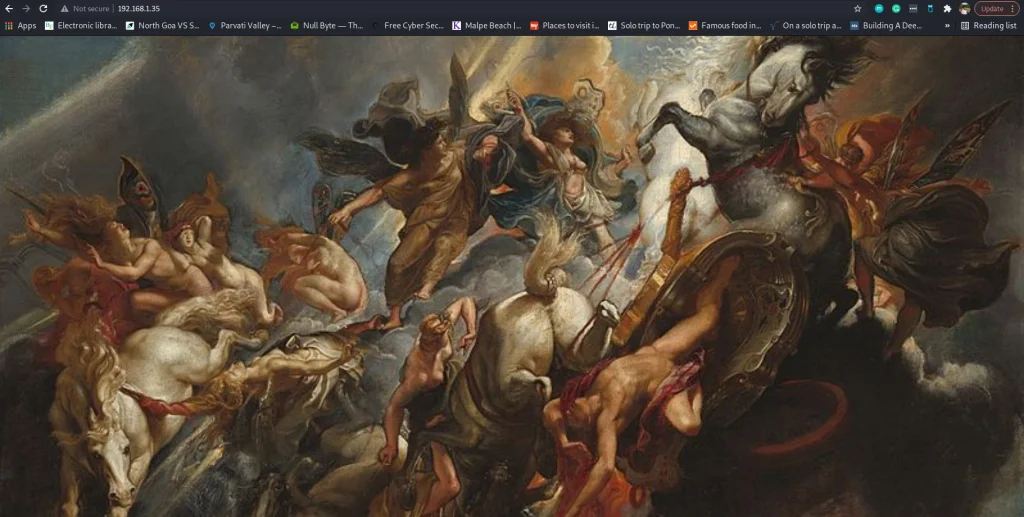 Not secure 192.168.1.35 Update
Apps Electronic libra... North Goa VS S... Parvati Valley –... Null Byte — Th... Free Cyber Sec... Malpe Beach |... Places to visit i... Solo trip to Pon... Famous food in... On a solo trip a... Building A Dee... » Reading list